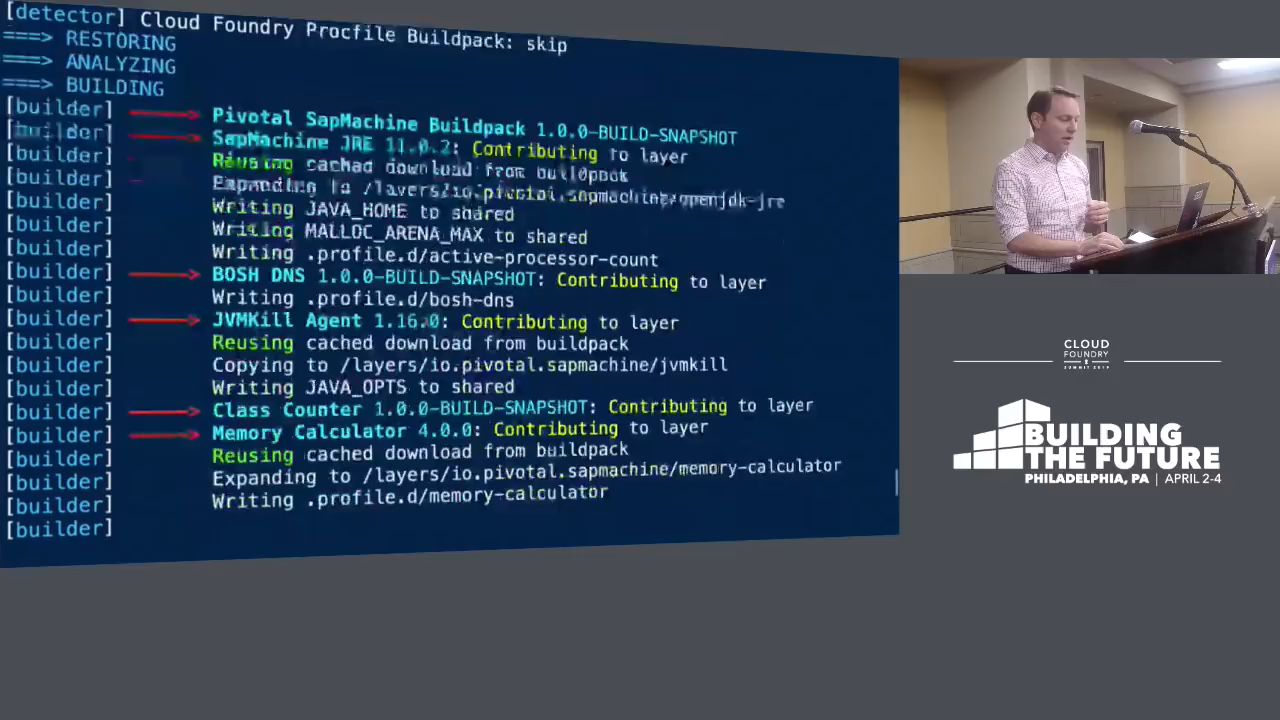 [detector] Cloud Foundry Procfile Buildpack: skip
===> RESTORING
===> ANALYZING
===> BUILDING
[builder] Pivotal SapMachine Buildpack 1.0.0-BUILD-SNAPSHOT
[builder] SapMachine JRE 11.0.2: Contributing to layer
[builder] Reusing cached download from buildpack
[builder] Expanding to /layers/io.pivotal.sapmachine/openjdk-jre
[builder] Writing JAVA_HOME to shared
[builder] Writing MALLOC_ARENA_MAX to shared
[builder] Writing .profile.d/active-processor-count
[builder] BOSH DNS 1.0.0-BUILD-SNAPSHOT: Contributing to layer
[builder] Writing .profile.d/bosh-dns
[builder] JVMKill Agent 1.16.0: Contributing to layer
[builder] Reusing cached download from buildpack
[builder] Copying to /layers/io.pivotal.sapmachine/jvmkill
[builder] Writing JAVA_OPTS to shared
[builder] Class Counter 1.0.0-BUILD-SNAPSHOT: Contributing to layer
[builder] Memory Calculator 4.0.0: Contributing to layer
[builder] Reusing cached download from buildpack
[builder] Expanding to /layers/io.pivotal.sapmachine/memory-calculator
[builder] Writing .profile.d/memory-calculator
[builder]
CLOUD
FOUNDRY
SUMMIT 2019
BUILDING
THE FUTURE
PHILADELPHIA, PA | APRIL 2-4